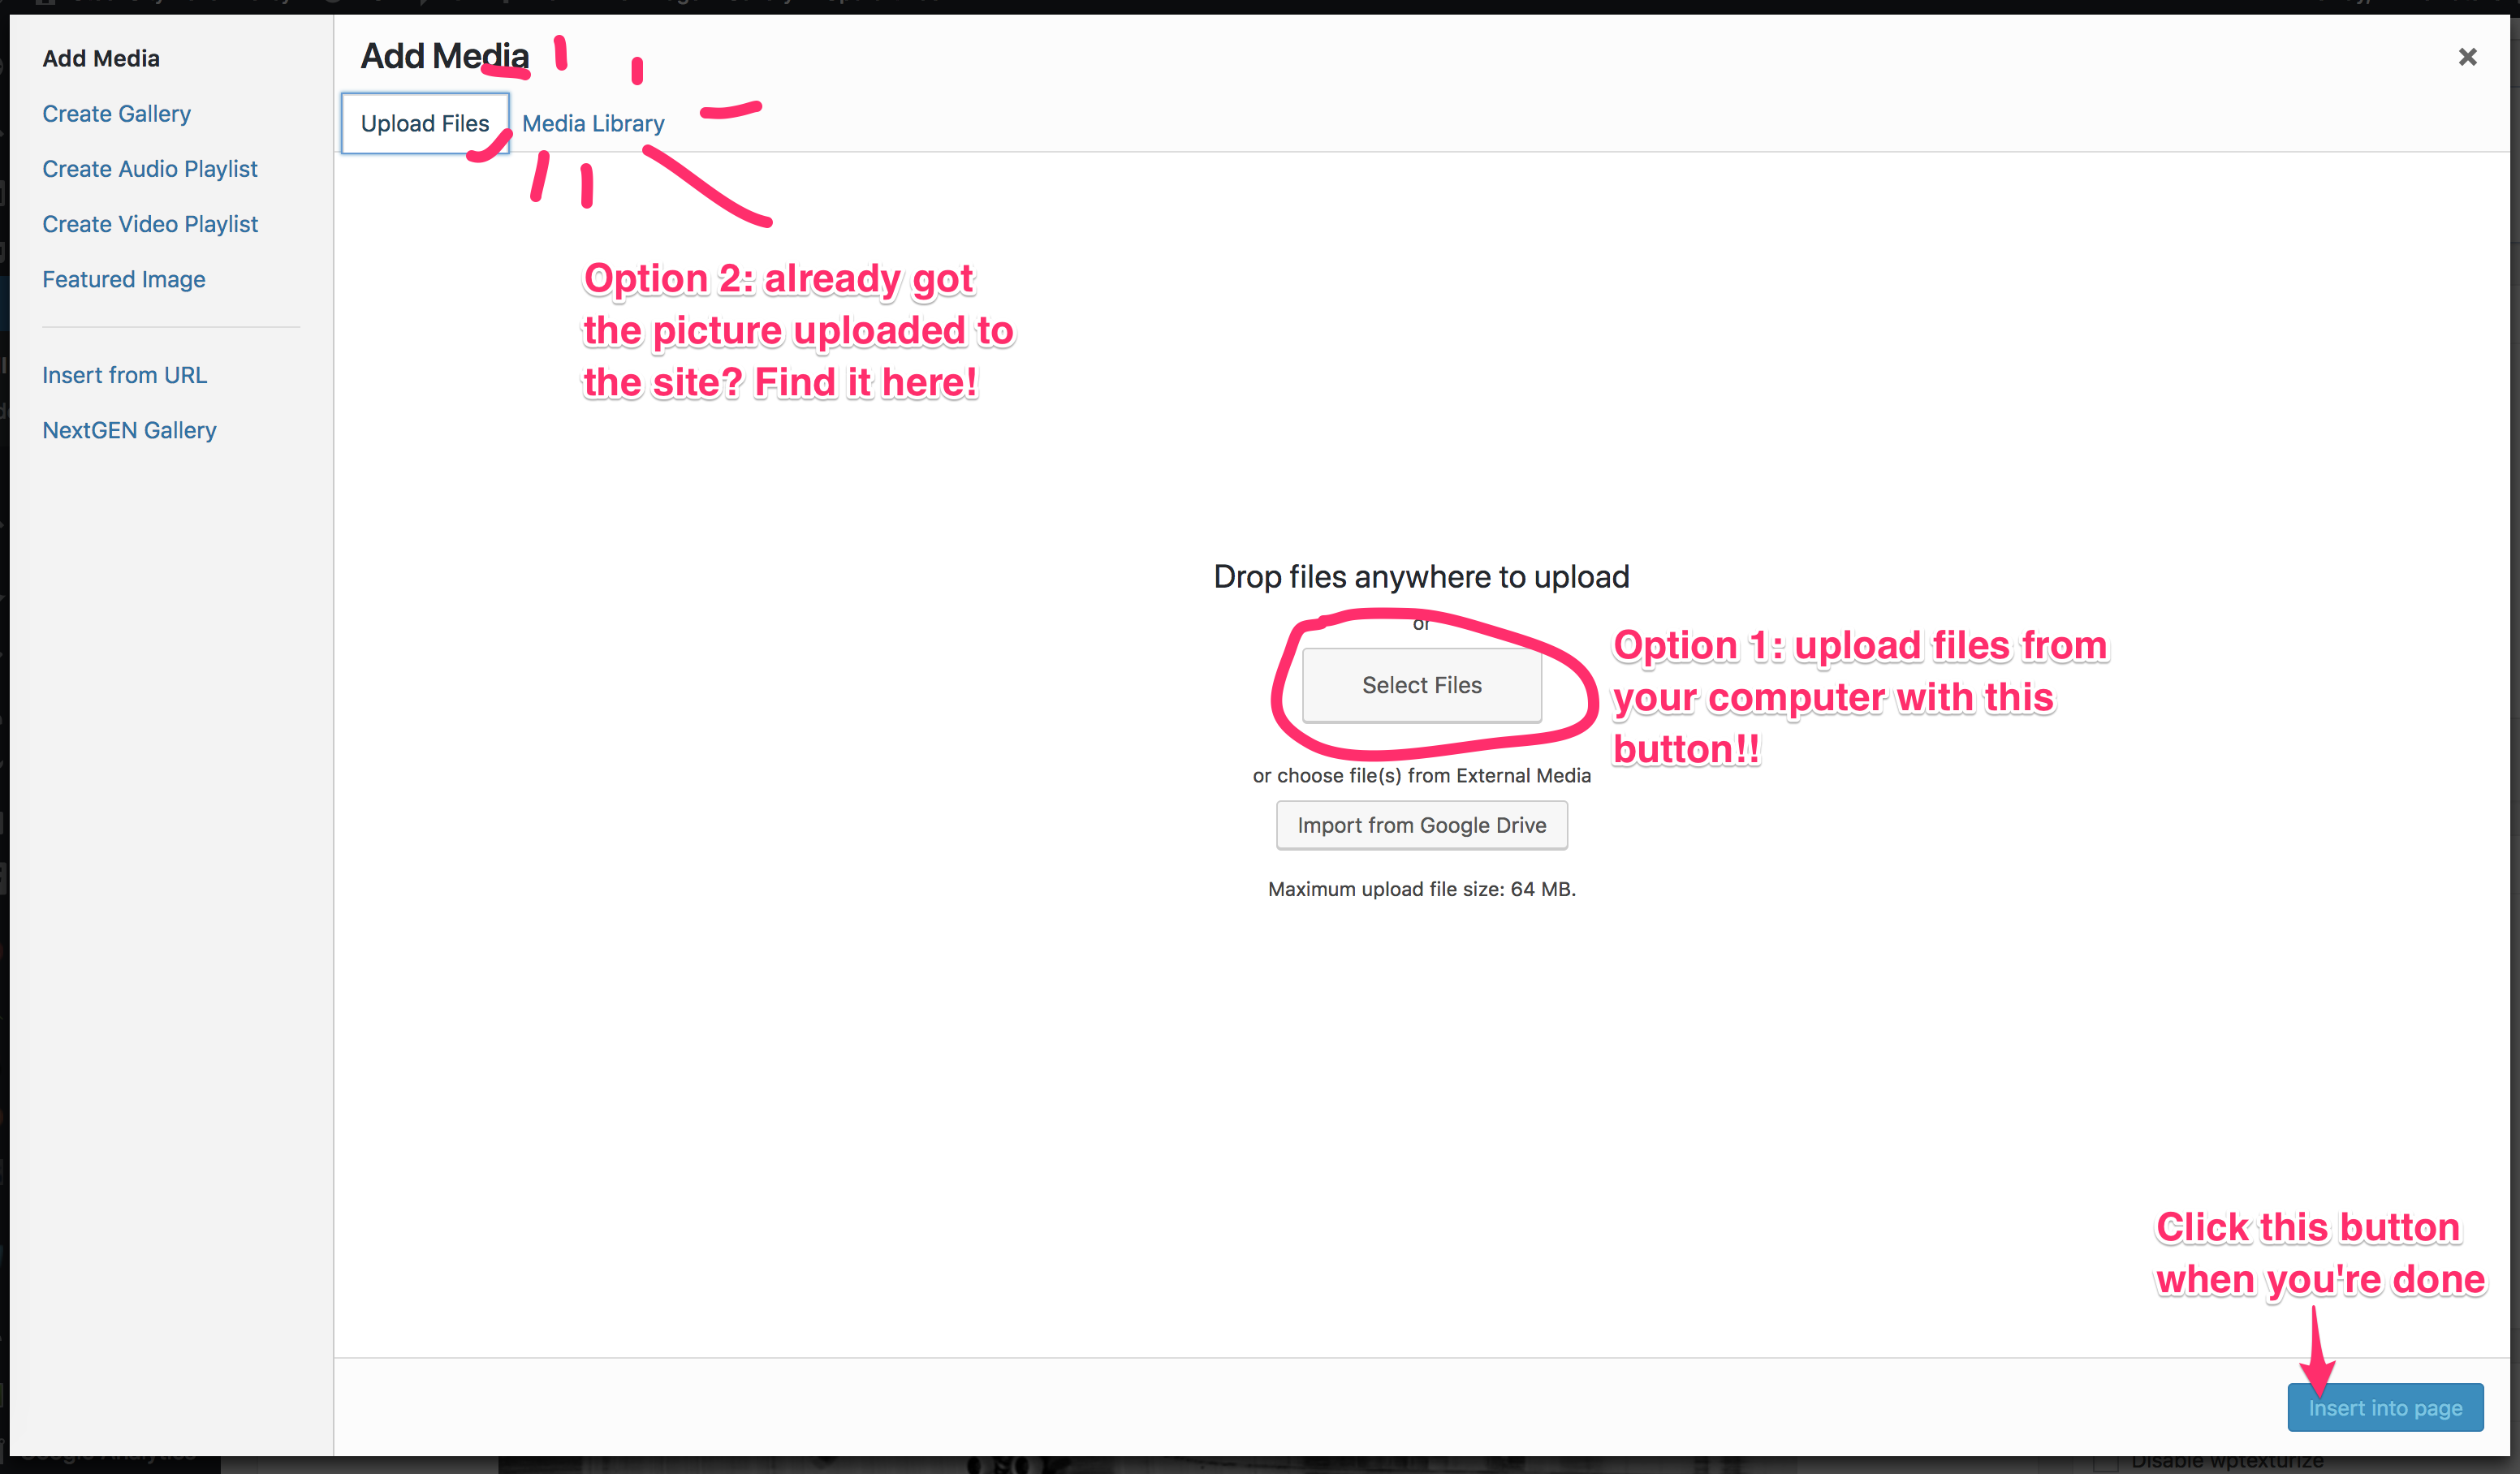 Add Media
Create Gallery
Create Audio Playlist
Create Video Playlist
Featured Image
Insert from URL
NextGEN Gallery
Add Media
Upload Files
Media Library
Option 2: already got
the picture uploaded to
the site? Find it here!
Drop files anywhere to upload
or
Select Files
Option 1: upload files from
your computer with this
button!!
or choose file(s) from External Media
Import from Google Drive
Maximum upload file size: 64 MB.
Click this button
when you're done
Insert into page
Google Analytics
Disable wptexturize